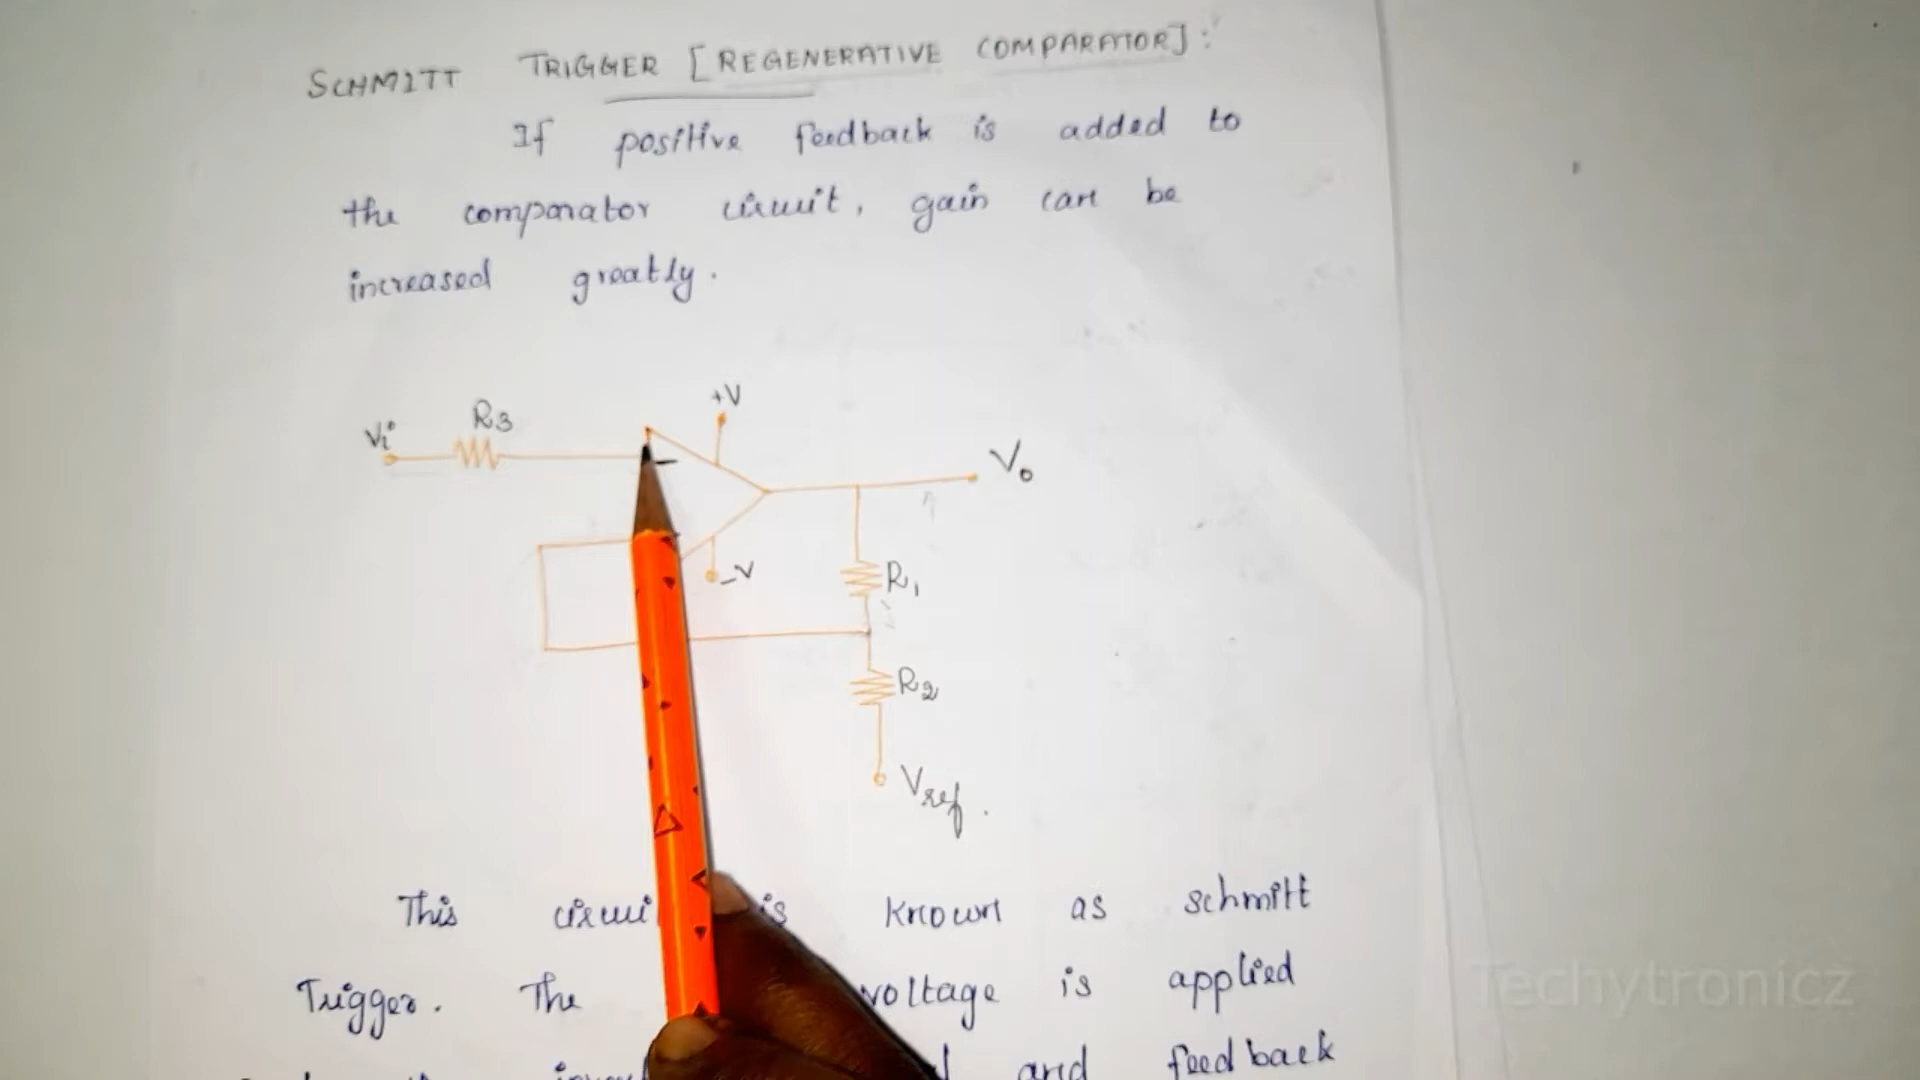 SCHMITT TRIGGER [REGENERATIVE COMPARATOR]:
If positive feedback is added to
the comparator circuit, gain can be
increased greatly.
+V
R3
Vi
−
Vo
-V
R1
R2
Vref.
This is known as schmitt
Trigger. The voltage is applied
and feedback
Techytronicz